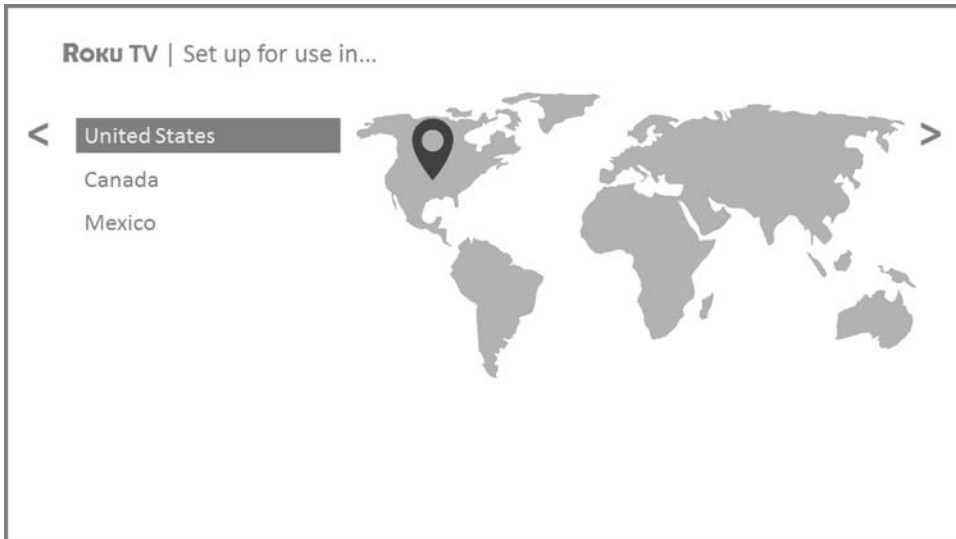 ROKU TV | Set up for use in...
< United States >
Canada
Mexico